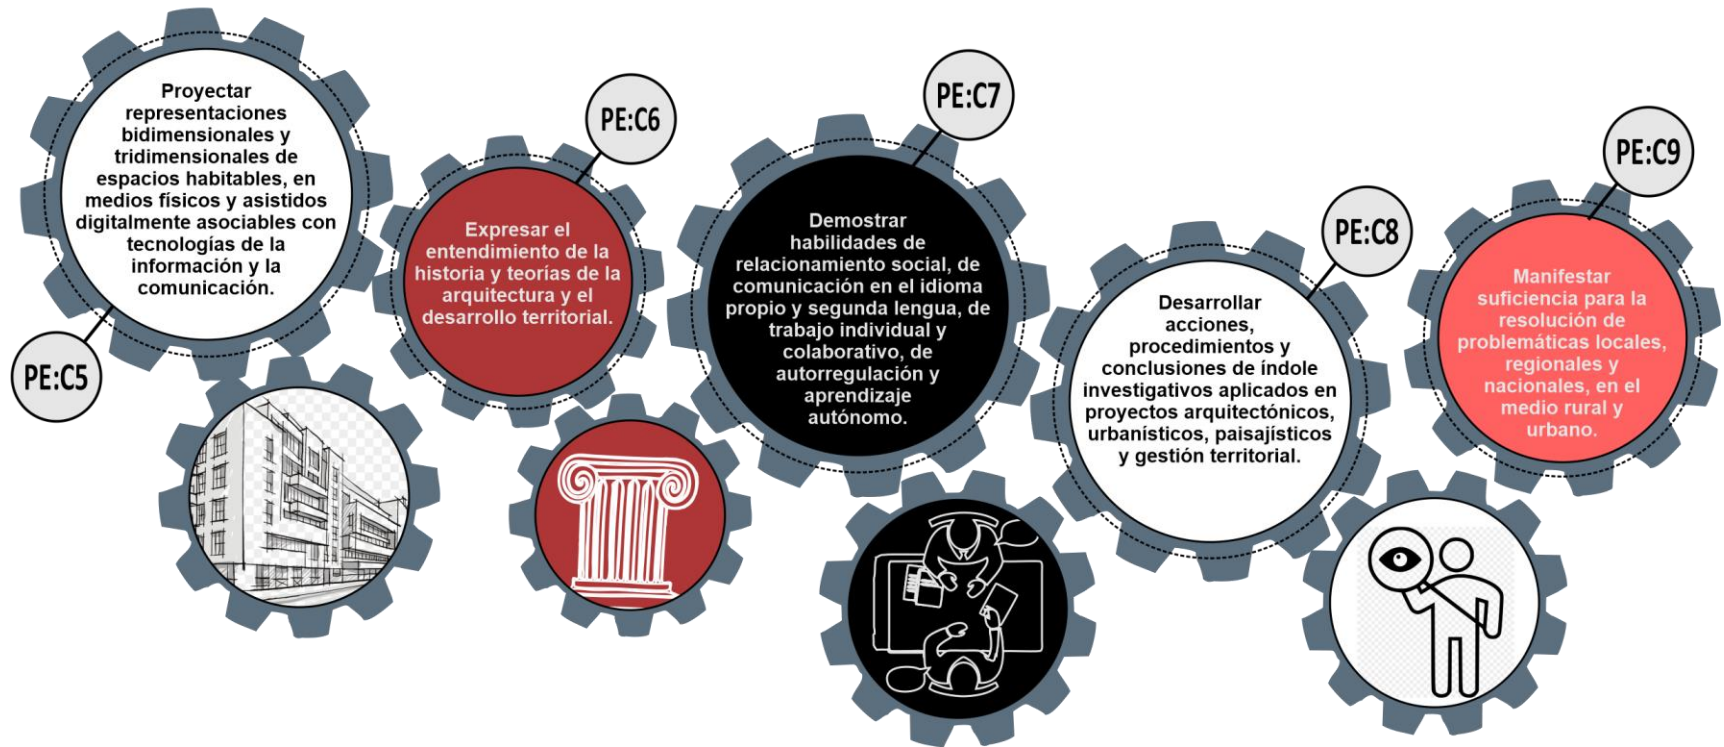 Proyectar
representaciones
bidimensionales y
tridimensionales de
espacios habitables, en
medios físicos y asistidos
digitalmente asociables con
tecnologías de la
información y la
comunicación.
PE:C5
PE:C6
Expresar el
entendimiento de la
historia y teorías de la
arquitectura y el
desarrollo territorial.
PE:C7
Demostrar
habilidades de
relacionamiento social, de
comunicación en el idioma
propio y segunda lengua, de
trabajo individual y
colaborativo, de
autorregulación y
aprendizaje
autónomo.
PE:C8
Desarrollar
acciones,
procedimientos y
conclusiones de índole
investigativos aplicados en
proyectos arquitectónicos,
urbanísticos, paisajísticos
y gestión territorial.
PE:C9
Manifestar
suficiencia para la
resolución de
problemáticas locales,
regionales y
nacionales, en el
medio rural y
urbano.